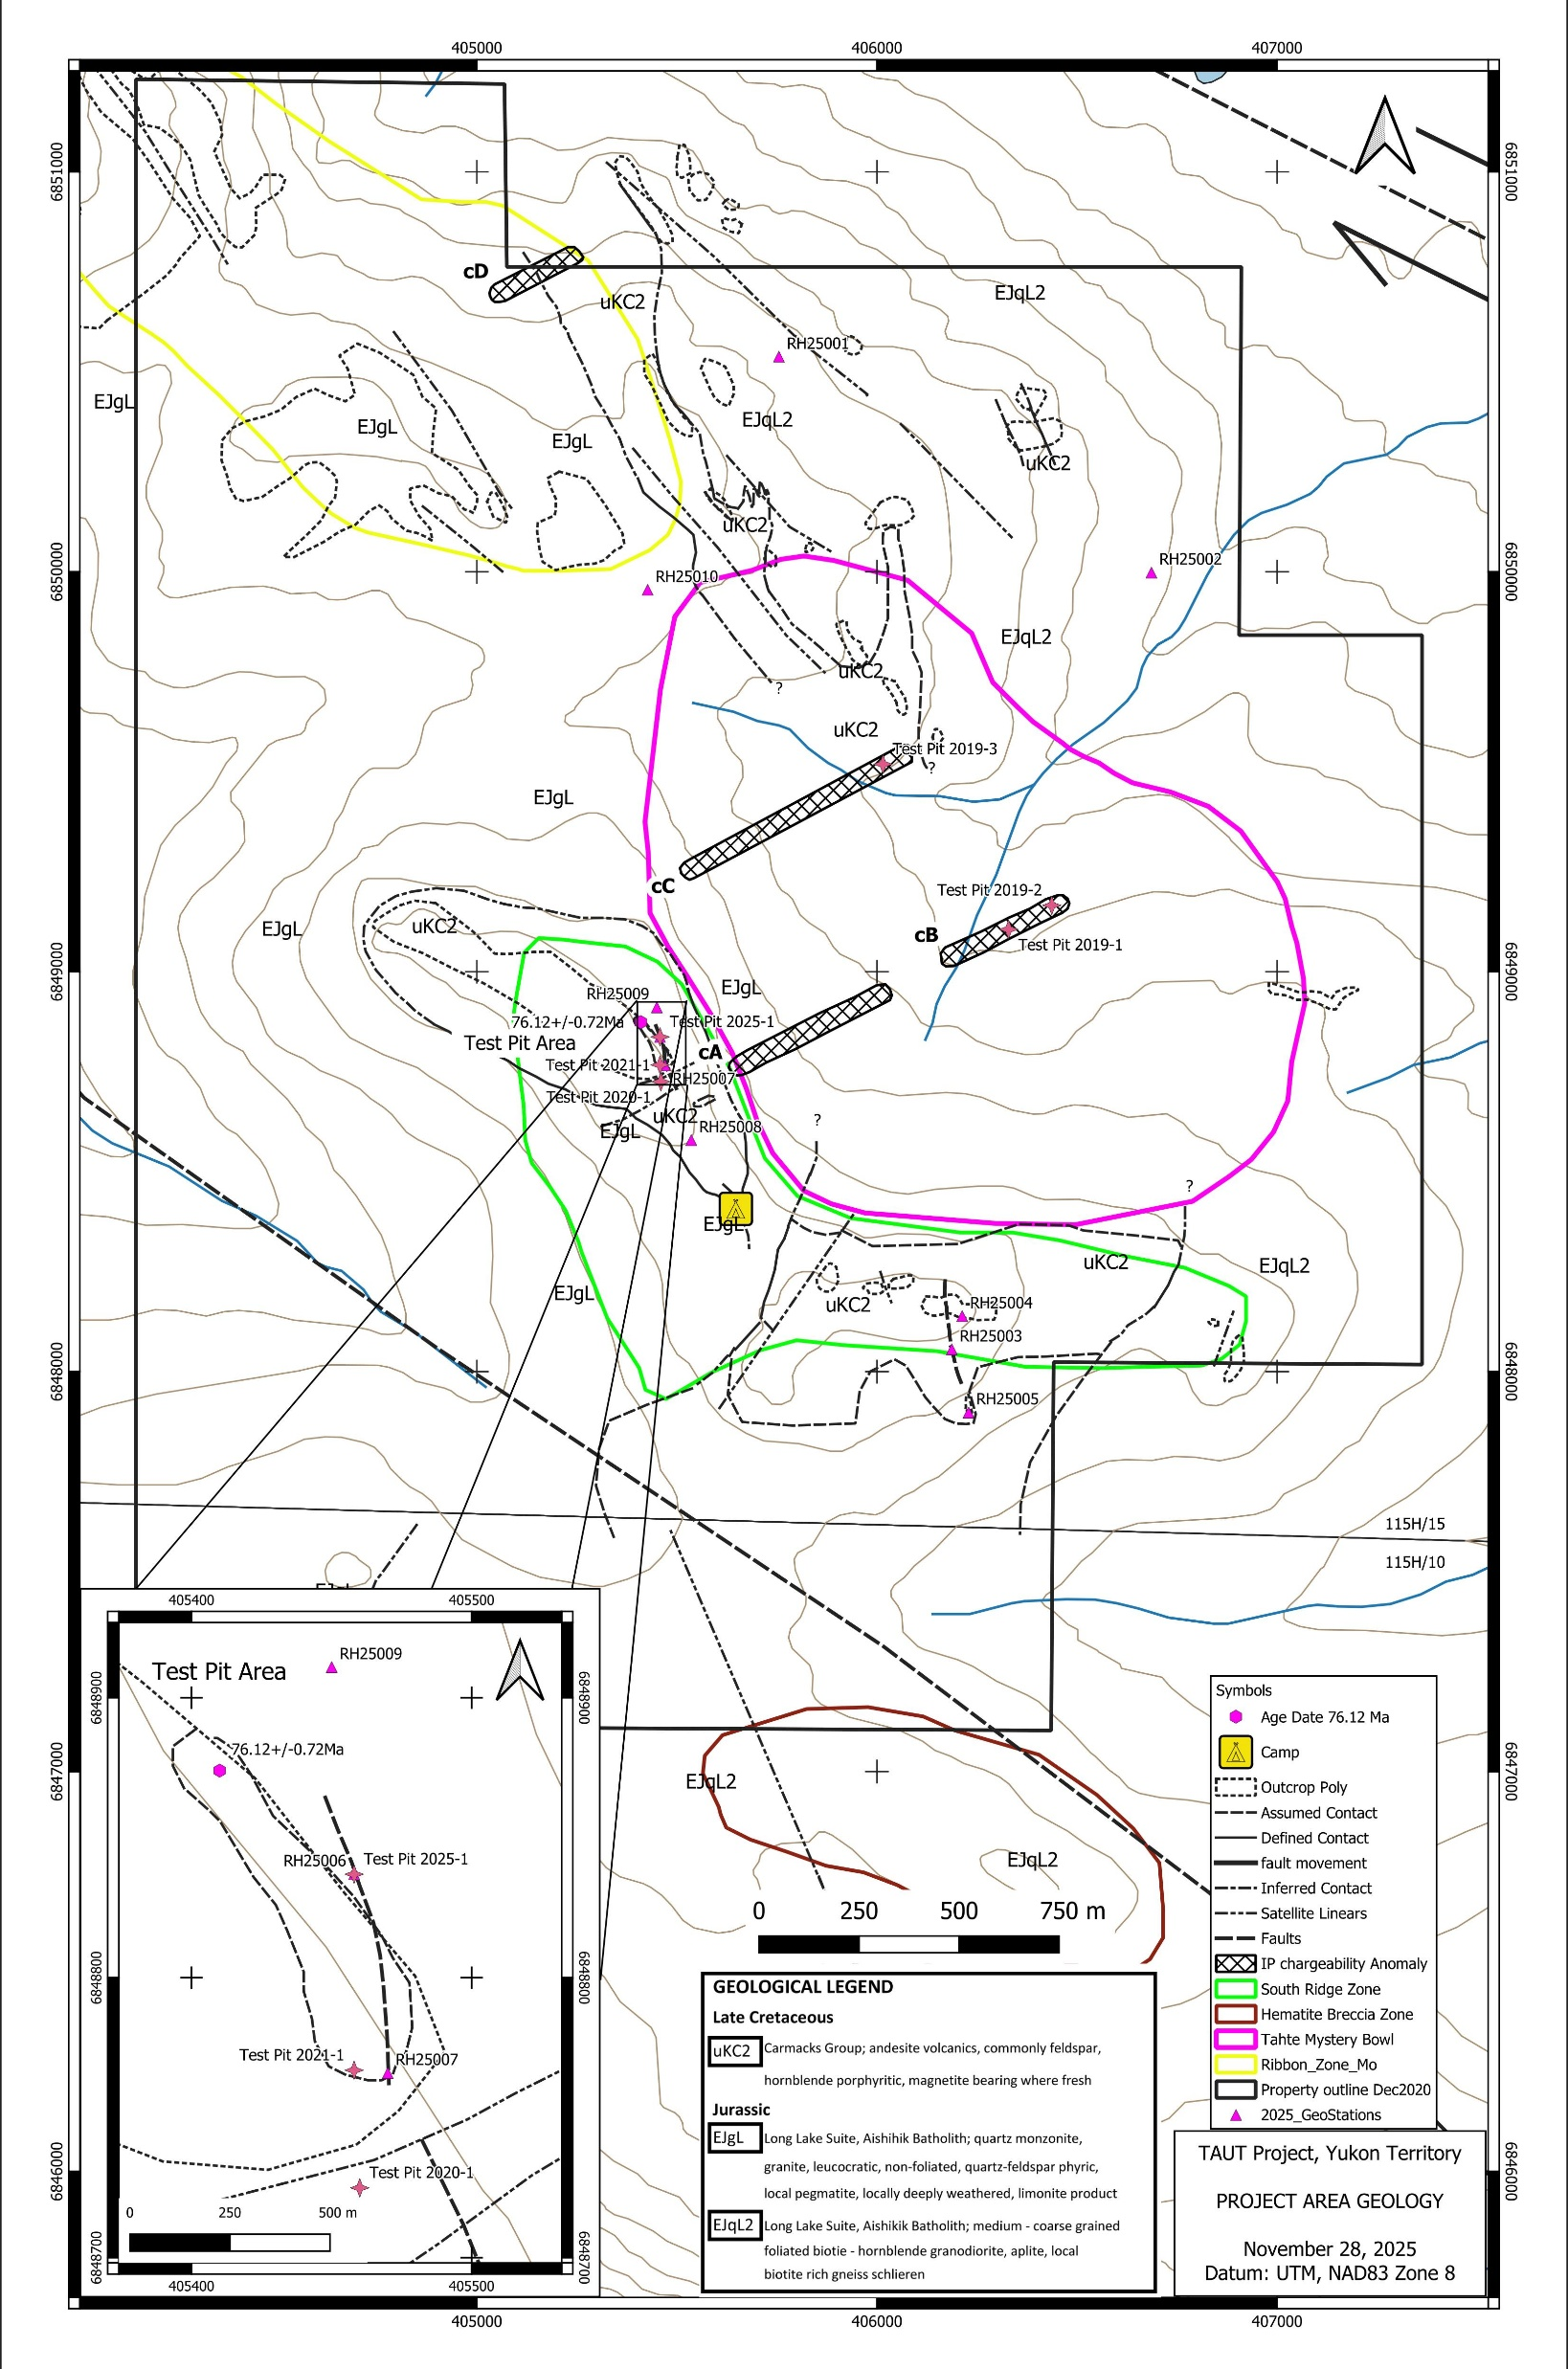 405000
406000
407000
6851000
6851000
cD
uKC2
EJqL2
RH25001
EJgL
EJgL
EJqL2
EJgL
uKC2
uKC2
RH25002
6850000
6850000
RH25010
EJqL2
uKC2
?
uKC2
Test Pit 2019-3
?
EJgL
cC
Test Pit 2019-2
uKC2
EJgL
cB
Test Pit 2019-1
6849000
6849000
EJgL
RH25009
76.12+/-0.72Ma
Test Pit 2025-1
Test Pit Area
cA
Test Pit 2021-1
RH25007
Test Pit 2020-1
uKC2
?
EJgL
RH25008
?
EJgL
uKC2
EJqL2
EJgL
uKC2
RH25004
RH25003
6848000
6848000
RH25005
115H/15
115H/10
405400
405500
Test Pit Area
RH25009
6848900
6848900
76.12+/-0.72Ma
RH25006
Test Pit 2025-1
6848800
6848800
Test Pit 2021-1
RH25007
Test Pit 2020-1
0 250 500 m
6848700
6848700
405400
405500
6847000
6847000
EJqL2
EJqL2
0 250 500 750 m
Symbols
Age Date 76.12 Ma
Camp
Outcrop Poly
Assumed Contact
Defined Contact
fault movement
Inferred Contact
Satellite Linears
Faults
IP chargeability Anomaly
South Ridge Zone
Hematite Breccia Zone
Tahte Mystery Bowl
Ribbon_Zone_Mo
Property outline Dec2020
2025_GeoStations
GEOLOGICAL LEGEND
Late Cretaceous
uKC2 Carmacks Group; andesite volcanics, commonly feldspar,
hornblende porphyritic, magnetite bearing where fresh
Jurassic
EJgL Long Lake Suite, Aishihik Batholith; quartz monzonite,
granite, leucocratic, non-foliated, quartz-feldspar phyric,
local pegmatite, locally deeply weathered, limonite product
EJqL2 Long Lake Suite, Aishikik Batholith; medium - coarse grained
foliated biotie - hornblende granodiorite, aplite, local
biotite rich gneiss schlieren
TAUT Project, Yukon Territory
PROJECT AREA GEOLOGY
November 28, 2025
Datum: UTM, NAD83 Zone 8
6846000
6846000
405000
406000
407000